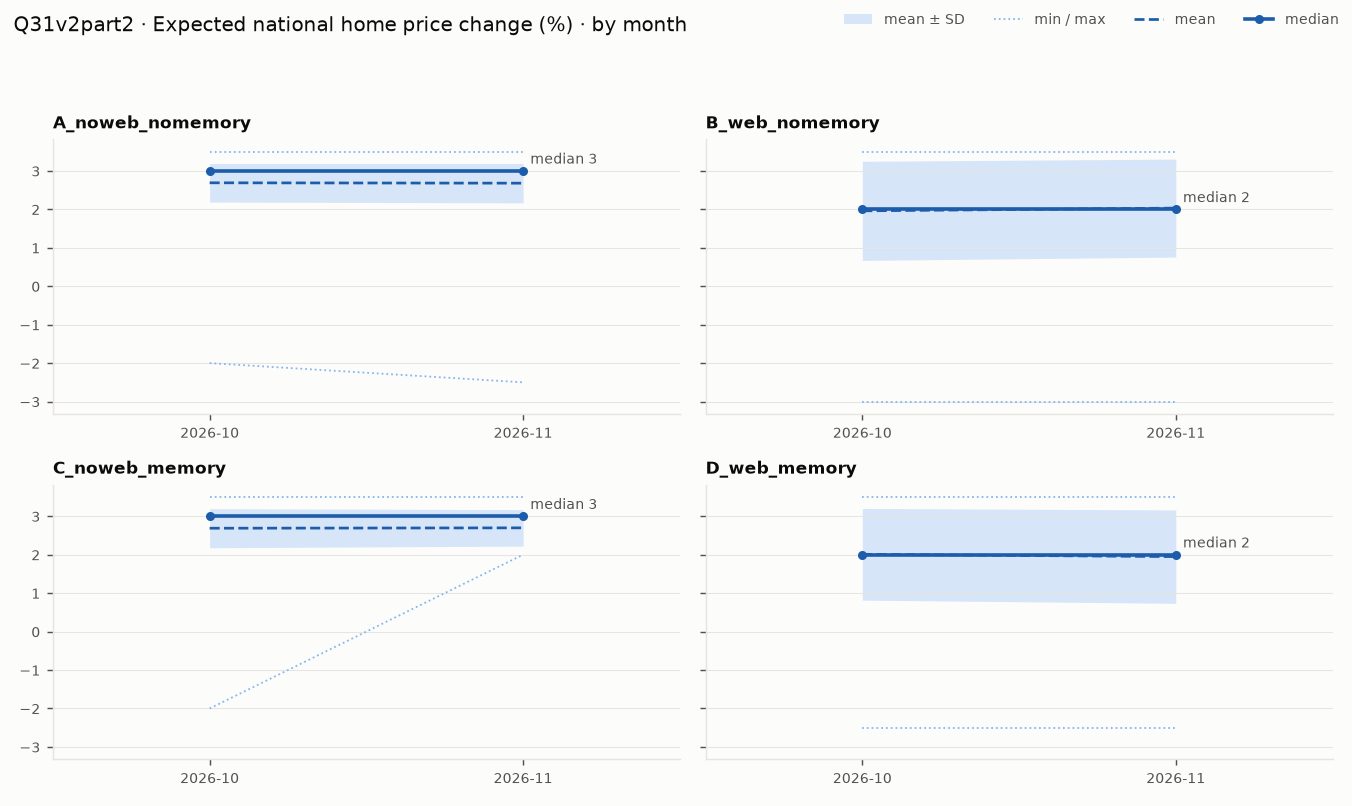 Q31v2part2 · Expected national home price change (%) · by month
mean ± SD
min / max
mean
median
A_noweb_nomemory
median 3
3
2
1
0
−1
−2
−3
2026-10
2026-11
B_web_nomemory
median 2
2026-10
2026-11
C_noweb_memory
median 3
3
2
1
0
−1
−2
−3
2026-10
2026-11
D_web_memory
median 2
2026-10
2026-11